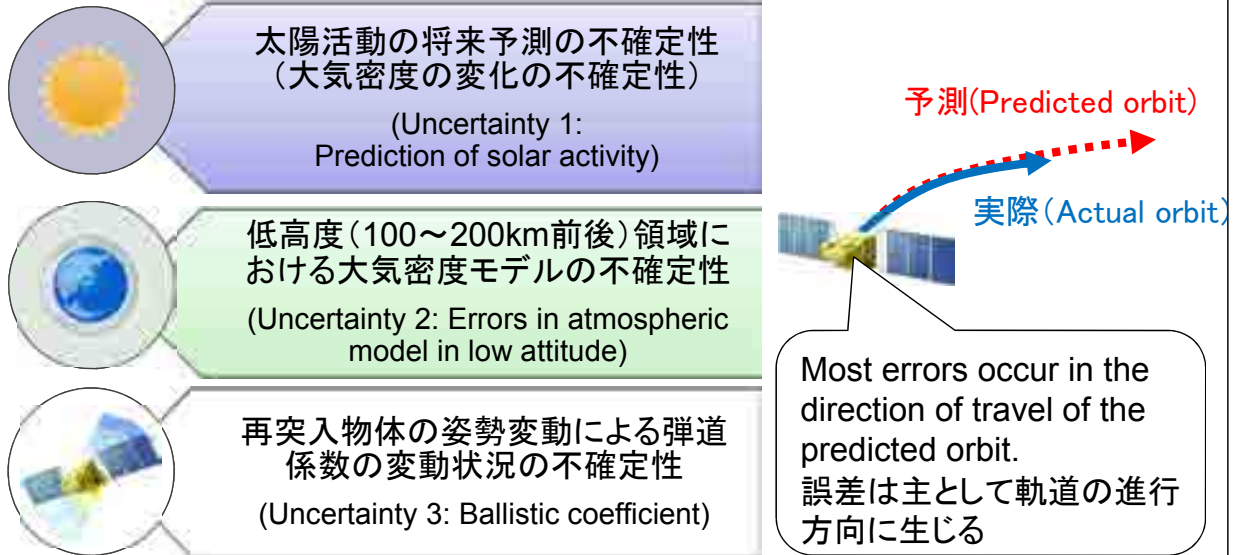 太陽活動の将来予測の不確定性
（大気密度の変化の不確定性）
(Uncertainty 1:
Prediction of solar activity)
低高度（100～200km前後）領域に
おける大気密度モデルの不確定性
(Uncertainty 2: Errors in atmospheric
model in low attitude)
再突入物体の姿勢変動による弾道
係数の変動状況の不確定性
(Uncertainty 3: Ballistic coefficient)
予測(Predicted orbit)
実際（Actual orbit）
Most errors occur in the
direction of travel of the
predicted orbit.
誤差は主として軌道の進行
方向に生じる